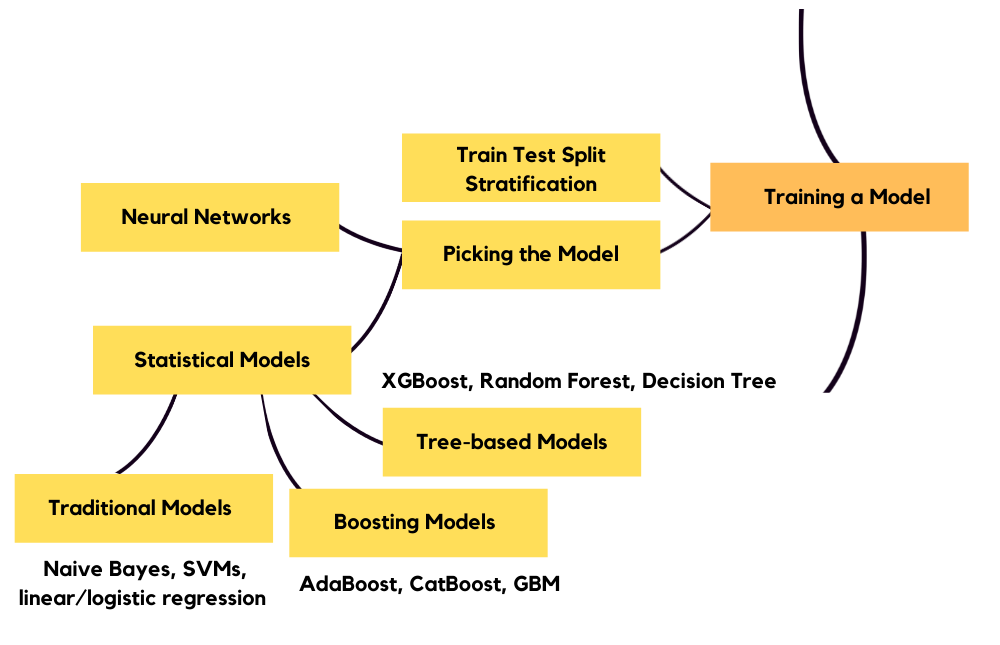 Train Test Split
Stratification
Training a Model
Neural Networks
Picking the Model
Statistical Models
XGBoost, Random Forest, Decision Tree
Tree-based Models
Traditional Models
Boosting Models
Naive Bayes, SVMs,
linear/logistic regression
AdaBoost, CatBoost, GBM